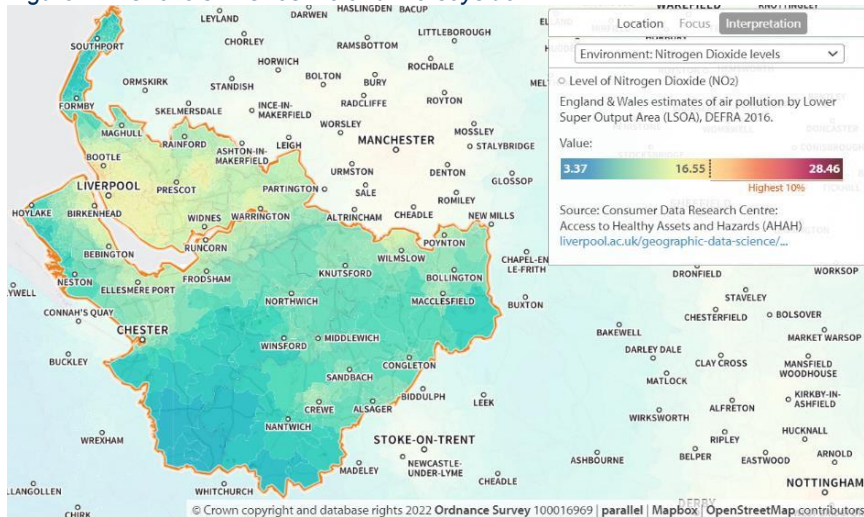 LEYLAND
DARWEN
HASLINGDEN
BACUP
SOUTHPORT
CHORLEY
RAMSBOTTOM
LITTLEBOROUGH
HORWICH
ROCHDALE
ORMSKIRK
STANDISH
BOLTON
BURY
FORMBY
SKELMERSDALE
INCE-IN-
MAKERFIELD
RADCLIFFE
ROYTON
MAGHULL
WORSLEY
MOSSLEY
RAINFORD
ASHTON-IN-
MAKERFIELD
LEIGH
MANCHESTER
STALYBRIDGE
BOOTLE
URMSTON
DENTON
GLOSSOP
LIVERPOOL
PRESCOT
PARTINGTON
SALE
ROMILEY
HOYLAKE
BIRKENHEAD
WIDNES
WARRINGTON
ALTRINCHAM
CHEADLE
NEW MILLS
BEBINGTON
RUNCORN
POYNTON
WILMSLOW
CHAPEL-EN
LE-FRITH
NESTON
ELLESMERE PORT
FRODSHAM
KNUTSFORD
BOLLINGTON
CONNAH'S QUAY
NORTHWICH
MACCLESFIELD
BUXTON
CHESTER
WINSFORD
MIDDLEWICH
BUCKLEY
SANDBACH
CONGLETON
CREWE
ALSAGER
BIDDULPH
LEEK
NANTWICH
WREXHAM
STOKE-ON-TRENT
NEWCASTLE-
UNDER-LYME
MADELEY
CHEADLE
LLANGOLLEN
WHITCHURCH
CHIRK
Location Focus Interpretation
Environment: Nitrogen Dioxide levels
Level of Nitrogen Dioxide (NO2)
England & Wales estimates of air pollution by Lower
Super Output Area (LSOA), DEFRA 2016.
Value:
3.37 16.55 28.46
Highest 10%
Source: Consumer Data Research Centre:
Access to Healthy Assets and Hazards (AHAH)
liverpool.ac.uk/geographic-data-science/...
DRONFIELD
WORKSOP
STAVELEY
CHESTERFIELD
BOLSOVER
BAKEWELL
MARKET WARSOP
DARLEY DALE
CLAY CROSS
MANSFIELD
WOODHOUSE
MATLOCK
KIRKBY-IN-
ASHFIELD
ALFRETON
WIRKSWORTH
HUCKNALL
RIPLEY
ASHBOURNE
BELPER
EASTWOOD
ARNOLD
NOTTINGHAM
DERBY
© Crown copyright and database rights 2022 Ordnance Survey 100016969 | parallel | Mapbox | OpenStreetMap contributors